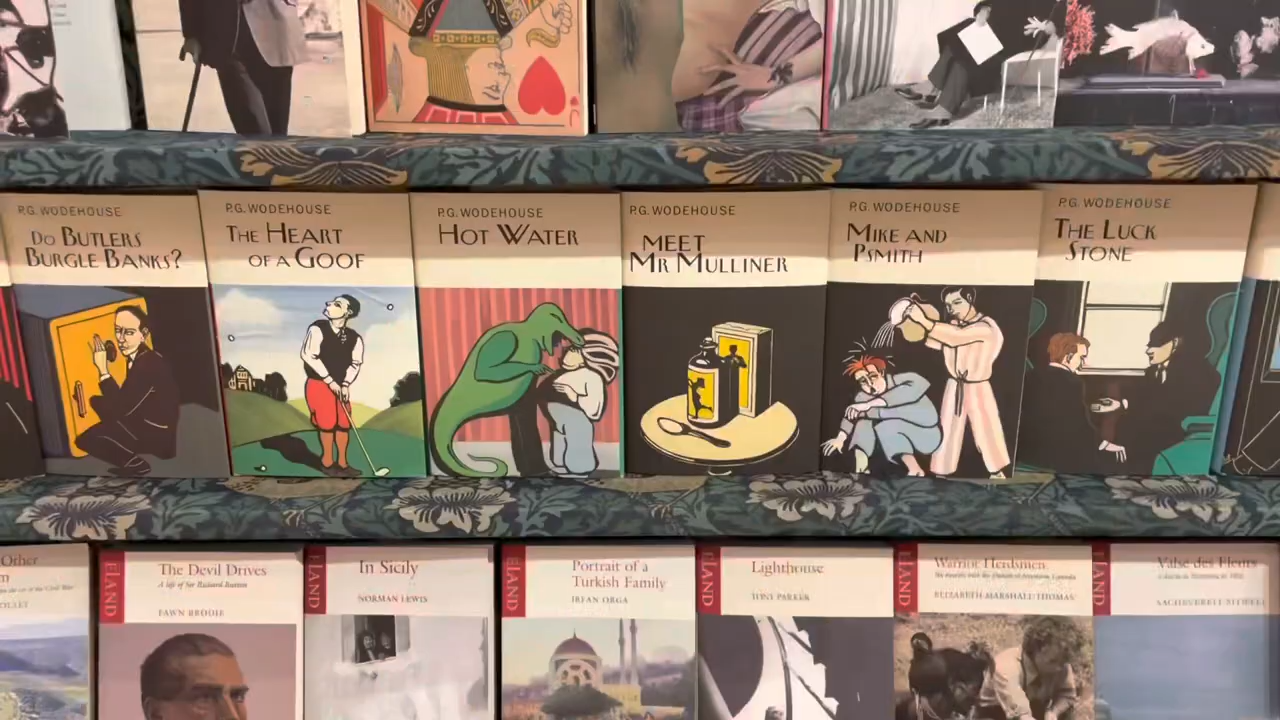 P.G. WODEHOUSE
DO BUTLERS
BURGLE BANKS?
P.G. WODEHOUSE
THE HEART
OF A GOOF
P.G. WODEHOUSE
HOT WATER
P.G. WODEHOUSE
MEET
MR MULLINER
P.G. WODEHOUSE
MIKE AND
PSMITH
P.G. WODEHOUSE
THE LUCK
STONE
Other
ELAND
The Devil Drives
A life of Sir Richard Burton
FAWN BRODIE
ELAND
In Sicily
NORMAN LEWIS
ELAND
Portrait of a
Turkish Family
IRFAN ORGA
ELAND
Lighthouse
TONY PARKER
ELAND
Warrior Herdsmen
ELIZABETH MARSHALL THOMAS
ELAND
Valse des Fleurs
SACHEVERELL SITWELL